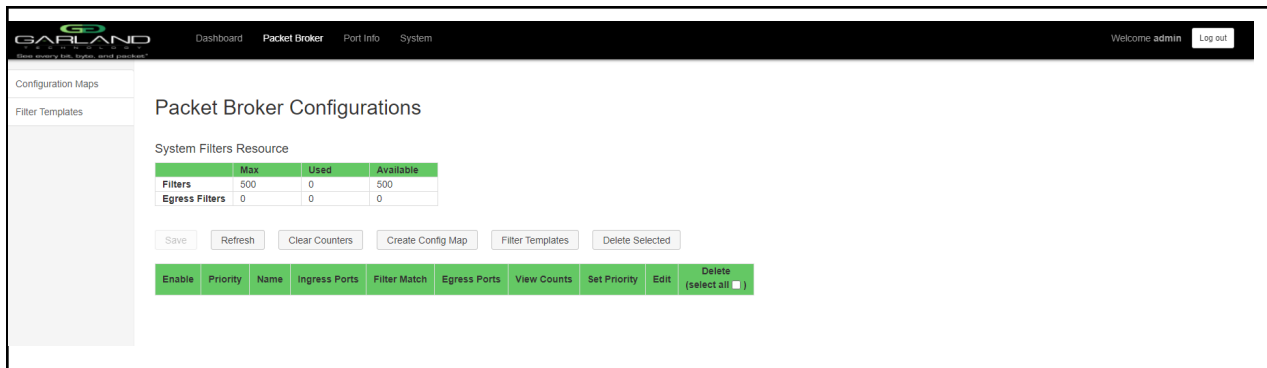 GARLAND
TECHNOLOGY
See every bit, byte, and packet®
Dashboard Packet Broker Port Info System
Welcome admin Log out
Configuration Maps
Filter Templates
Packet Broker Configurations
System Filters Resource
Max Used Available
Filters 500 0 500
Egress Filters 0 0 0
Save Refresh Clear Counters Create Config Map Filter Templates Delete Selected
Enable Priority Name Ingress Ports Filter Match Egress Ports View Counts Set Priority Edit Delete
(select all )